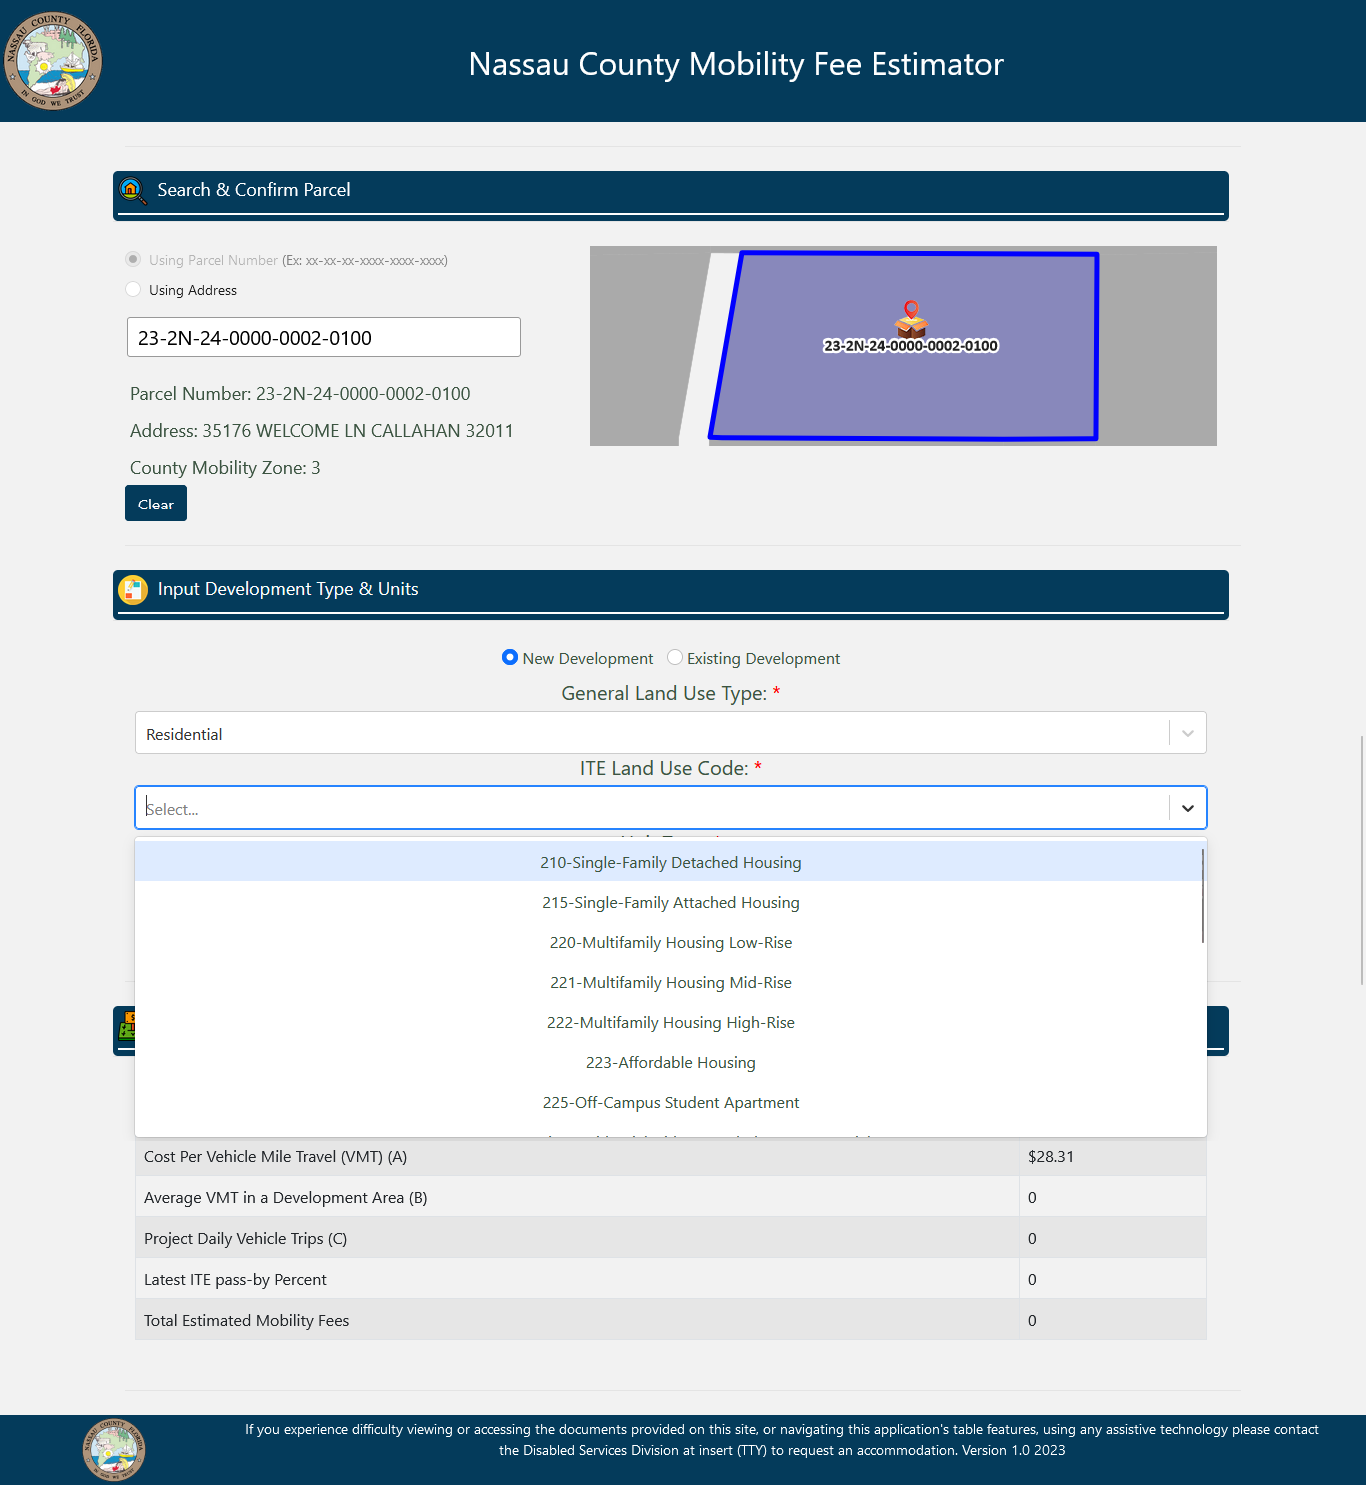 NASSAU COUNTY FLORIDA
IN GOD WE TRUST
Nassau County Mobility Fee Estimator
Search & Confirm Parcel
Using Parcel Number (Ex: xx-xx-xx-xxxx-xxxx-xxxx)
Using Address
23-2N-24-0000-0002-0100
23-2N-24-0000-0002-0100
Parcel Number: 23-2N-24-0000-0002-0100
Address: 35176 WELCOME LN CALLAHAN 32011
County Mobility Zone: 3
Clear
Input Development Type & Units
New Development Existing Development
General Land Use Type: *
Residential
ITE Land Use Code: *
Select...
210-Single-Family Detached Housing
215-Single-Family Attached Housing
220-Multifamily Housing Low-Rise
221-Multifamily Housing Mid-Rise
222-Multifamily Housing High-Rise
223-Affordable Housing
225-Off-Campus Student Apartment
Cost Per Vehicle Mile Travel (VMT) (A) $28.31
Average VMT in a Development Area (B) 0
Project Daily Vehicle Trips (C) 0
Latest ITE pass-by Percent 0
Total Estimated Mobility Fees 0
NASSAU COUNTY FLORIDA
IN GOD WE TRUST
If you experience difficulty viewing or accessing the documents provided on this site, or navigating this application's table features, using any assistive technology please contact
the Disabled Services Division at insert (TTY) to request an accommodation. Version 1.0 2023